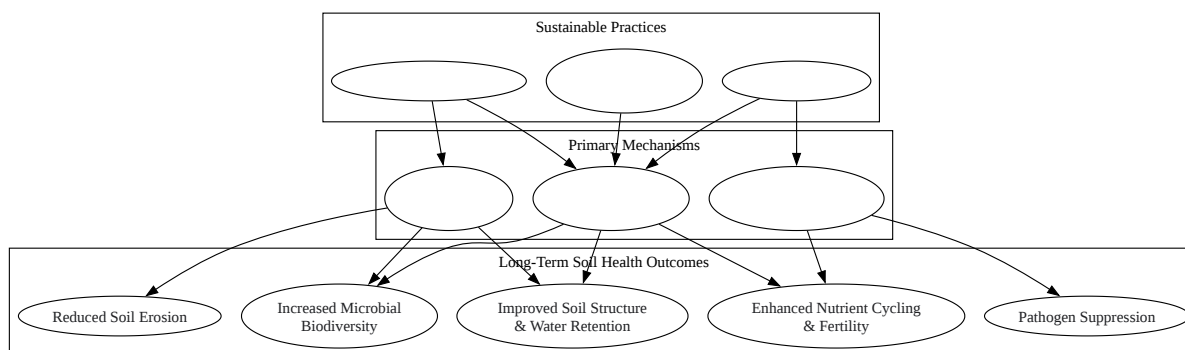 Sustainable Practices
Primary Mechanisms
Long-Term Soil Health Outcomes
Reduced Soil Erosion
Increased Microbial
Biodiversity
Improved Soil Structure
& Water Retention
Enhanced Nutrient Cycling
& Fertility
Pathogen Suppression